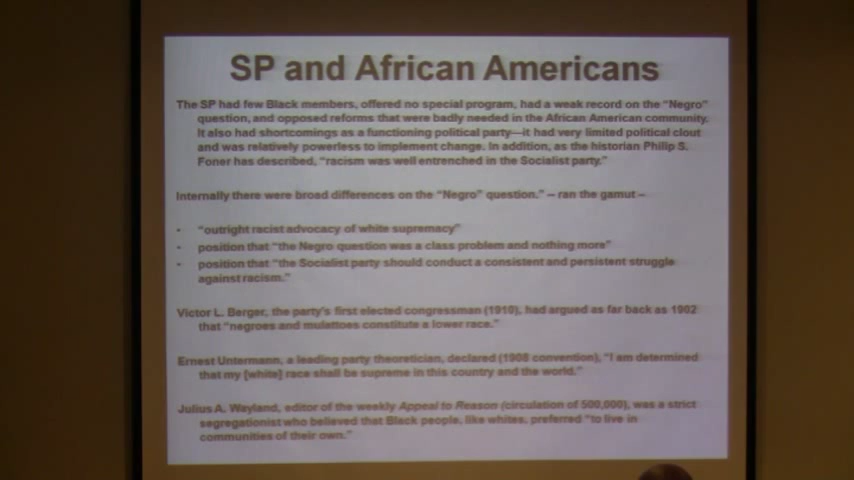 SP and African Americans
The SP had few Black members, offered no special program, had a weak record on the “Negro”
question, and opposed reforms that were badly needed in the African American community.
It also had shortcomings as a functioning political party—it had very limited political clout
and was relatively powerless to implement change. In addition, as the historian Philip S.
Foner has described, “racism was well entrenched in the Socialist party.”
Internally there were broad differences on the “Negro” question.” – ran the gamut –
• “outright racist advocacy of white supremacy”
• position that “the Negro question was a class problem and nothing more”
• position that “the Socialist party should conduct a consistent and persistent struggle
against racism.”
Victor L. Berger, the party’s first elected congressman (1910), had argued as far back as 1902
that “negroes and mulattoes constitute a lower race.”
Ernest Untermann, a leading party theoretician, declared (1908 convention), “I am determined
that my [white] race shall be supreme in this country and the world.”
Julius A. Wayland, editor of the weekly Appeal to Reason (circulation of 500,000), was a strict
segregationist who believed that Black people, like whites, preferred “to live in
communities of their own.”